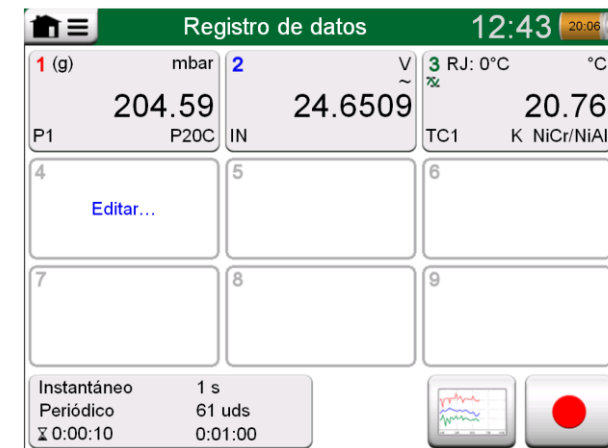 Registro de datos 12:43 20:06
1 (g) mbar
204.59
P1 P20C
2 V
~
24.6509
IN
3 RJ: 0°C °C
20.76
TC1 K NiCr/NiAl
4
Editar...
5
6
7
8
9
Instantáneo 1 s
Periódico 61 uds
0:00:10 0:01:00